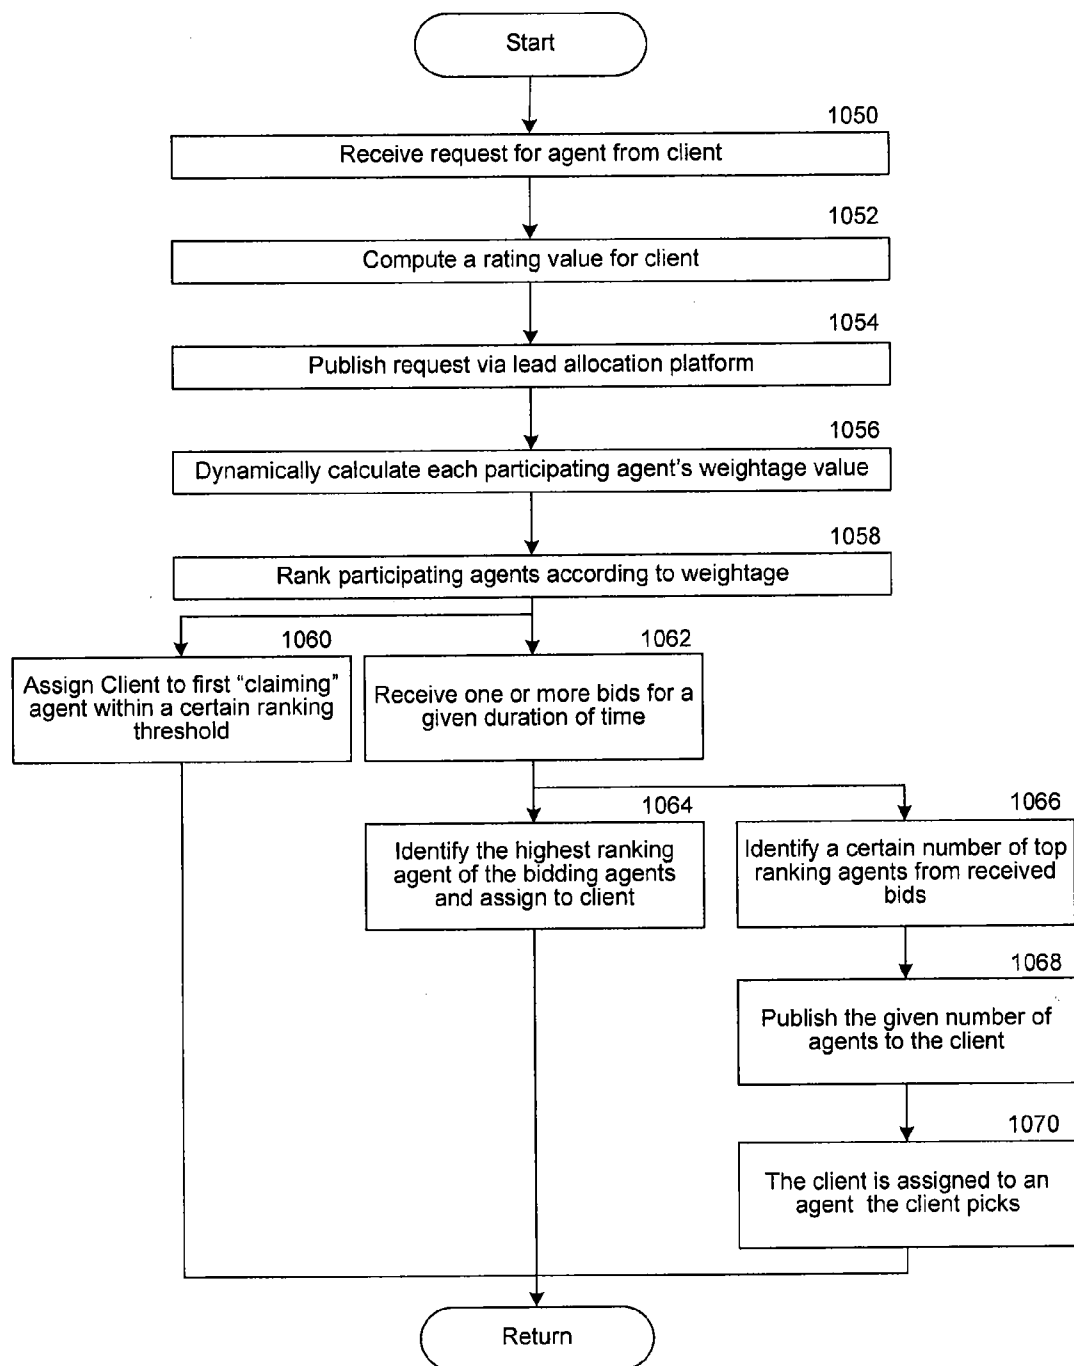 Start
1050
Receive request for agent from client
1052
Compute a rating value for client
1054
Publish request via lead allocation platform
1056
Dynamically calculate each participating agent's weightage value
1058
Rank participating agents according to weightage
1060
Assign Client to first “claiming”
agent within a certain ranking
threshold
1062
Receive one or more bids for a
given duration of time
1064
Identify the highest ranking
agent of the bidding agents
and assign to client
1066
Identify a certain number of top
ranking agents from received
bids
1068
Publish the given number of
agents to the client
1070
The client is assigned to an
agent the client picks
Return